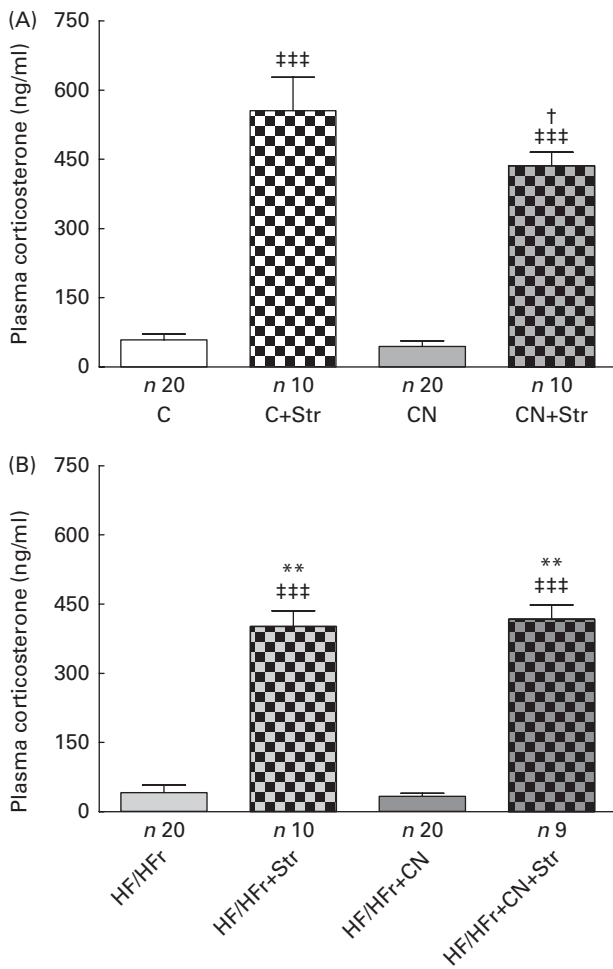 (A)
Plasma corticosterone (ng/ml)
750
600
450
300
150
0
‡‡‡
†
‡‡‡
n 20
n 10
n 20
n 10
C
C+Str
CN
CN+Str
(B)
Plasma corticosterone (ng/ml)
750
600
450
300
150
0
**
‡‡‡
**
‡‡‡
n 20
n 10
n 20
n 9
HF/HFr
HF/HFr+Str
HF/HFr+CN
HF/HFr+CN+Str